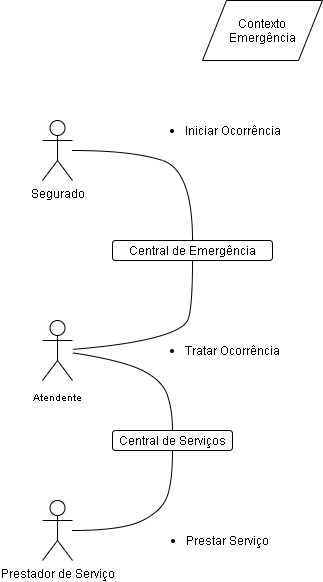 Contexto
Emergência
Iniciar Ocorrência
Segurado
Central de Emergência
Tratar Ocorrência
Atendente
Central de Serviços
Prestar Serviço
Prestador de Serviço